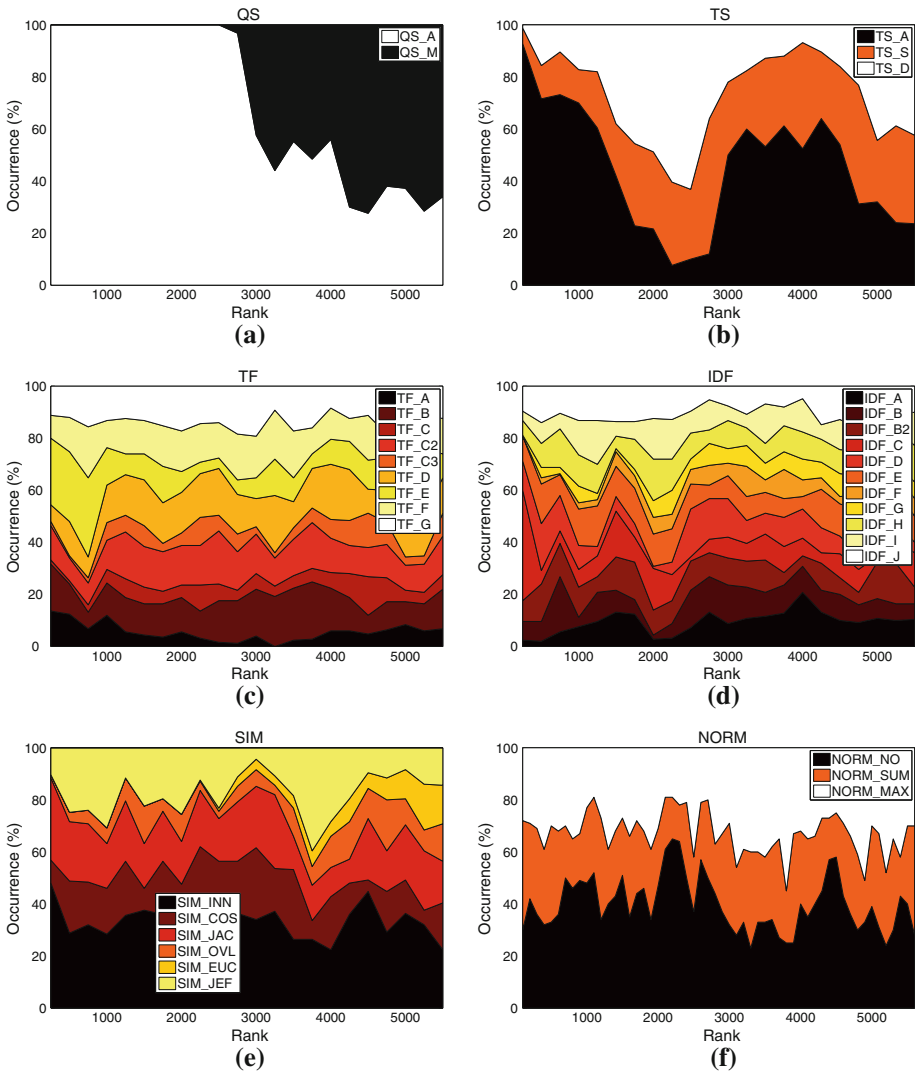 QS
TS
100
80
60
40
20
0
Occurrence (%)
QS_A
QS_M
1000
2000
3000
4000
5000
Rank
(a)
100
80
60
40
20
0
Occurrence (%)
TS_A
TS_S
TS_D
1000
2000
3000
4000
5000
Rank
(b)
TF
100
80
60
40
20
0
Occurrence (%)
TF_A
TF_B
TF_C
TF_C2
TF_C3
TF_D
TF_E
TF_F
TF_G
1000
2000
3000
4000
5000
Rank
(c)
IDF
100
80
60
40
20
0
Occurrence (%)
IDF_A
IDF_B
IDF_B2
IDF_C
IDF_D
IDF_E
IDF_F
IDF_G
IDF_H
IDF_I
IDF_J
1000
2000
3000
4000
5000
Rank
(d)
SIM
100
80
60
40
20
0
Occurrence (%)
SIM_INN
SIM_COS
SIM_JAC
SIM_OVL
SIM_EUC
SIM_JEF
1000
2000
3000
4000
5000
Rank
(e)
NORM
100
80
60
40
20
0
Occurrence (%)
NORM_NO
NORM_SUM
NORM_MAX
1000
2000
3000
4000
5000
Rank
(f)